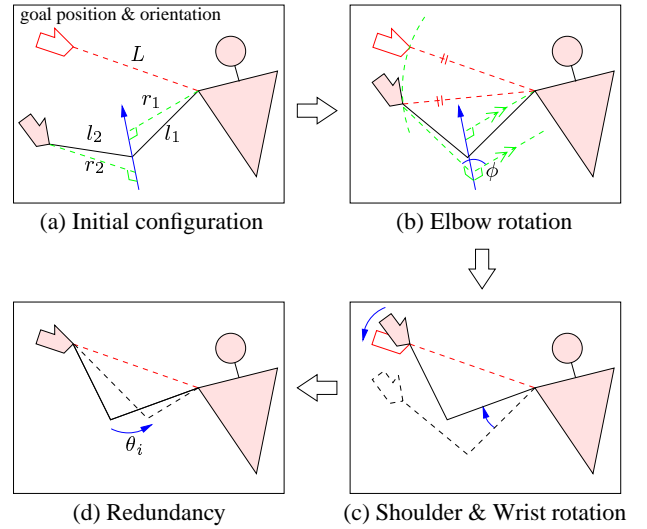 goal position & orientation
L
r1
l1
l2
r2
(a) Initial configuration
ϕ
(b) Elbow rotation
θi
(d) Redundancy
(c) Shoulder & Wrist rotation